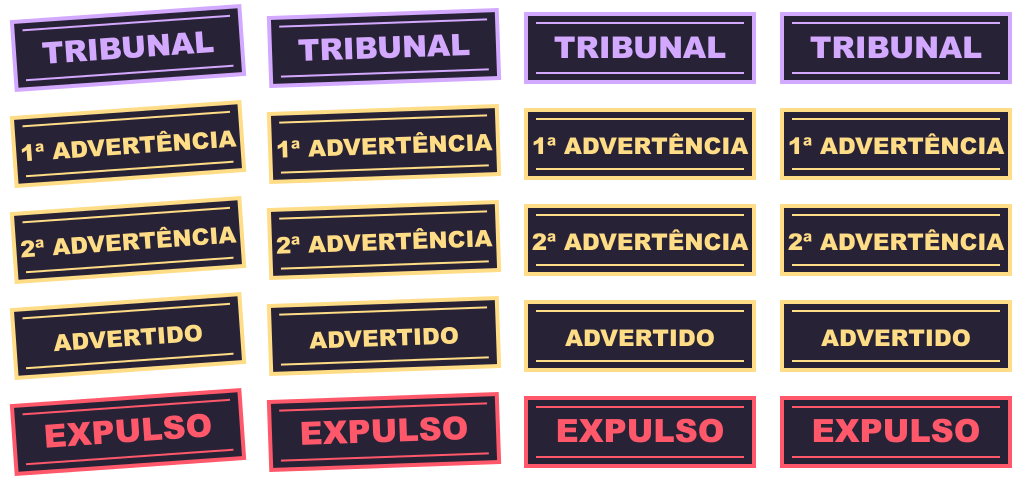 TRIBUNAL TRIBUNAL TRIBUNAL TRIBUNAL
1ª ADVERTÊNCIA 1ª ADVERTÊNCIA 1ª ADVERTÊNCIA 1ª ADVERTÊNCIA
2ª ADVERTÊNCIA 2ª ADVERTÊNCIA 2ª ADVERTÊNCIA 2ª ADVERTÊNCIA
ADVERTIDO ADVERTIDO ADVERTIDO ADVERTIDO
EXPULSO EXPULSO EXPULSO EXPULSO